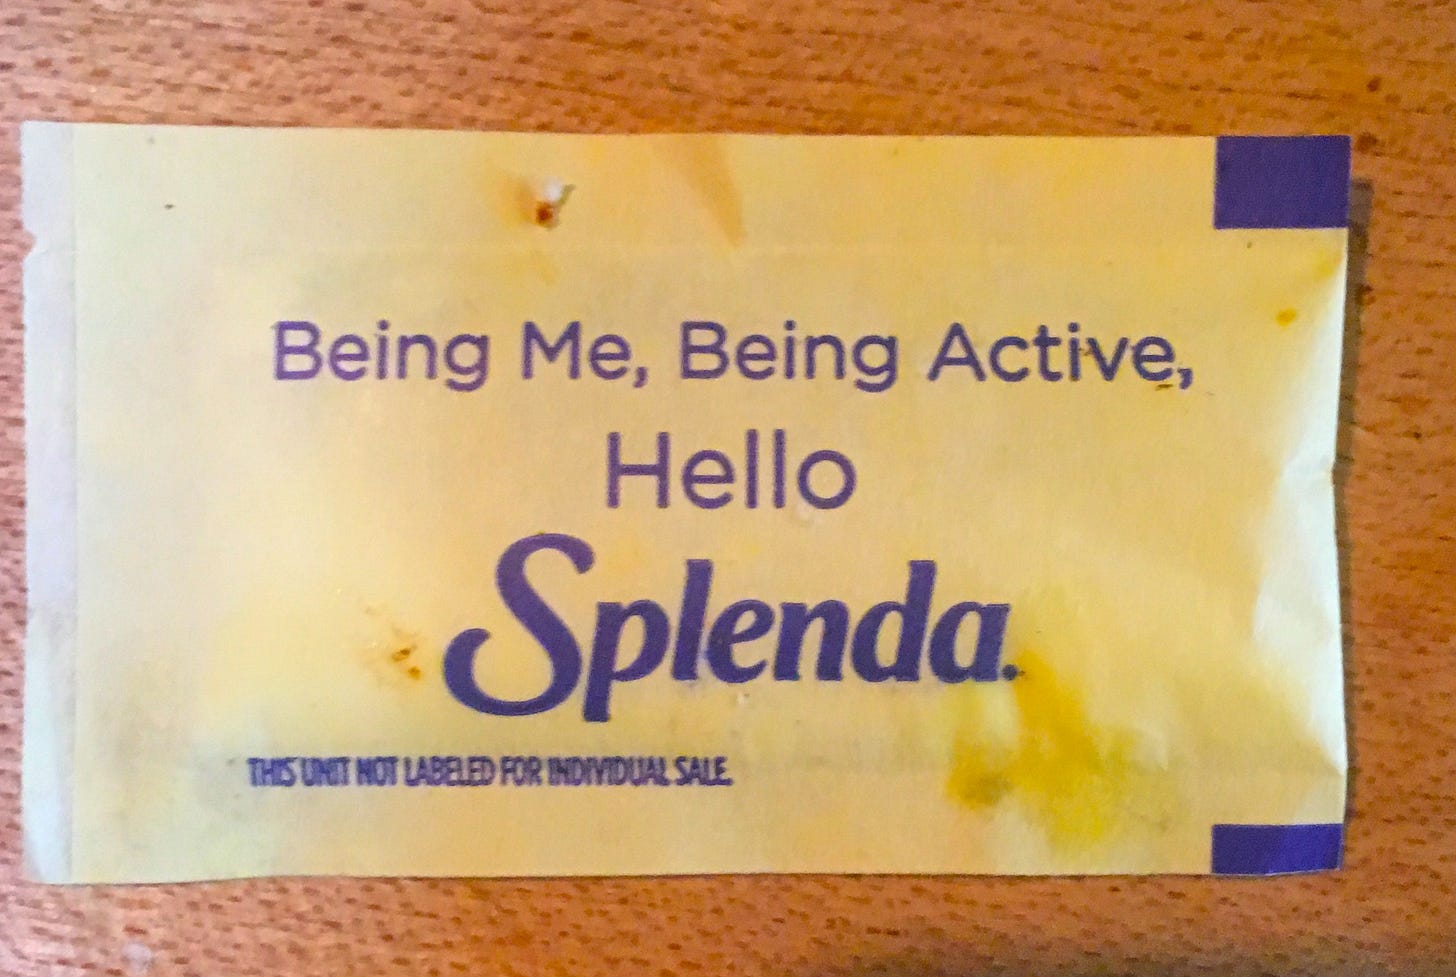 Being Me, Being Active,
Hello
Splenda.
THIS UNIT NOT LABELED FOR INDIVIDUAL SALE.